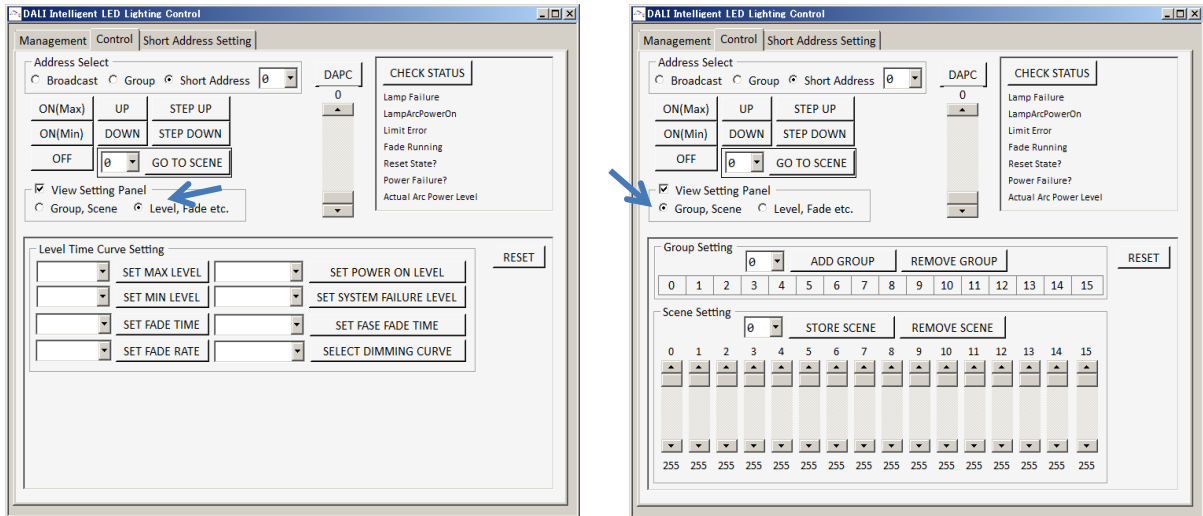 DALI Intelligent LED Lighting Control
Management Control Short Address Setting
Address Select
Broadcast Group Short Address 0
DAPC
0
CHECK STATUS
Lamp Failure
LampArcPowerOn
Limit Error
Fade Running
Reset State?
Power Failure?
Actual Arc Power Level
ON(Max) UP STEP UP
ON(Min) DOWN STEP DOWN
OFF 0 GO TO SCENE
View Setting Panel
Group, Scene Level, Fade etc.
Level Time Curve Setting
SET MAX LEVEL SET POWER ON LEVEL
SET MIN LEVEL SET SYSTEM FAILURE LEVEL
SET FADE TIME SET FASE FADE TIME
SET FADE RATE SELECT DIMMING CURVE
RESET
DALI Intelligent LED Lighting Control
Management Control Short Address Setting
Address Select
Broadcast Group Short Address 0
DAPC
0
CHECK STATUS
Lamp Failure
LampArcPowerOn
Limit Error
Fade Running
Reset State?
Power Failure?
Actual Arc Power Level
ON(Max) UP STEP UP
ON(Min) DOWN STEP DOWN
OFF 0 GO TO SCENE
View Setting Panel
Group, Scene Level, Fade etc.
Group Setting
0 ADD GROUP REMOVE GROUP
0 1 2 3 4 5 6 7 8 9 10 11 12 13 14 15
RESET
Scene Setting
0 STORE SCENE REMOVE SCENE
0 1 2 3 4 5 6 7 8 9 10 11 12 13 14 15
255 255 255 255 255 255 255 255 255 255 255 255 255 255 255 255